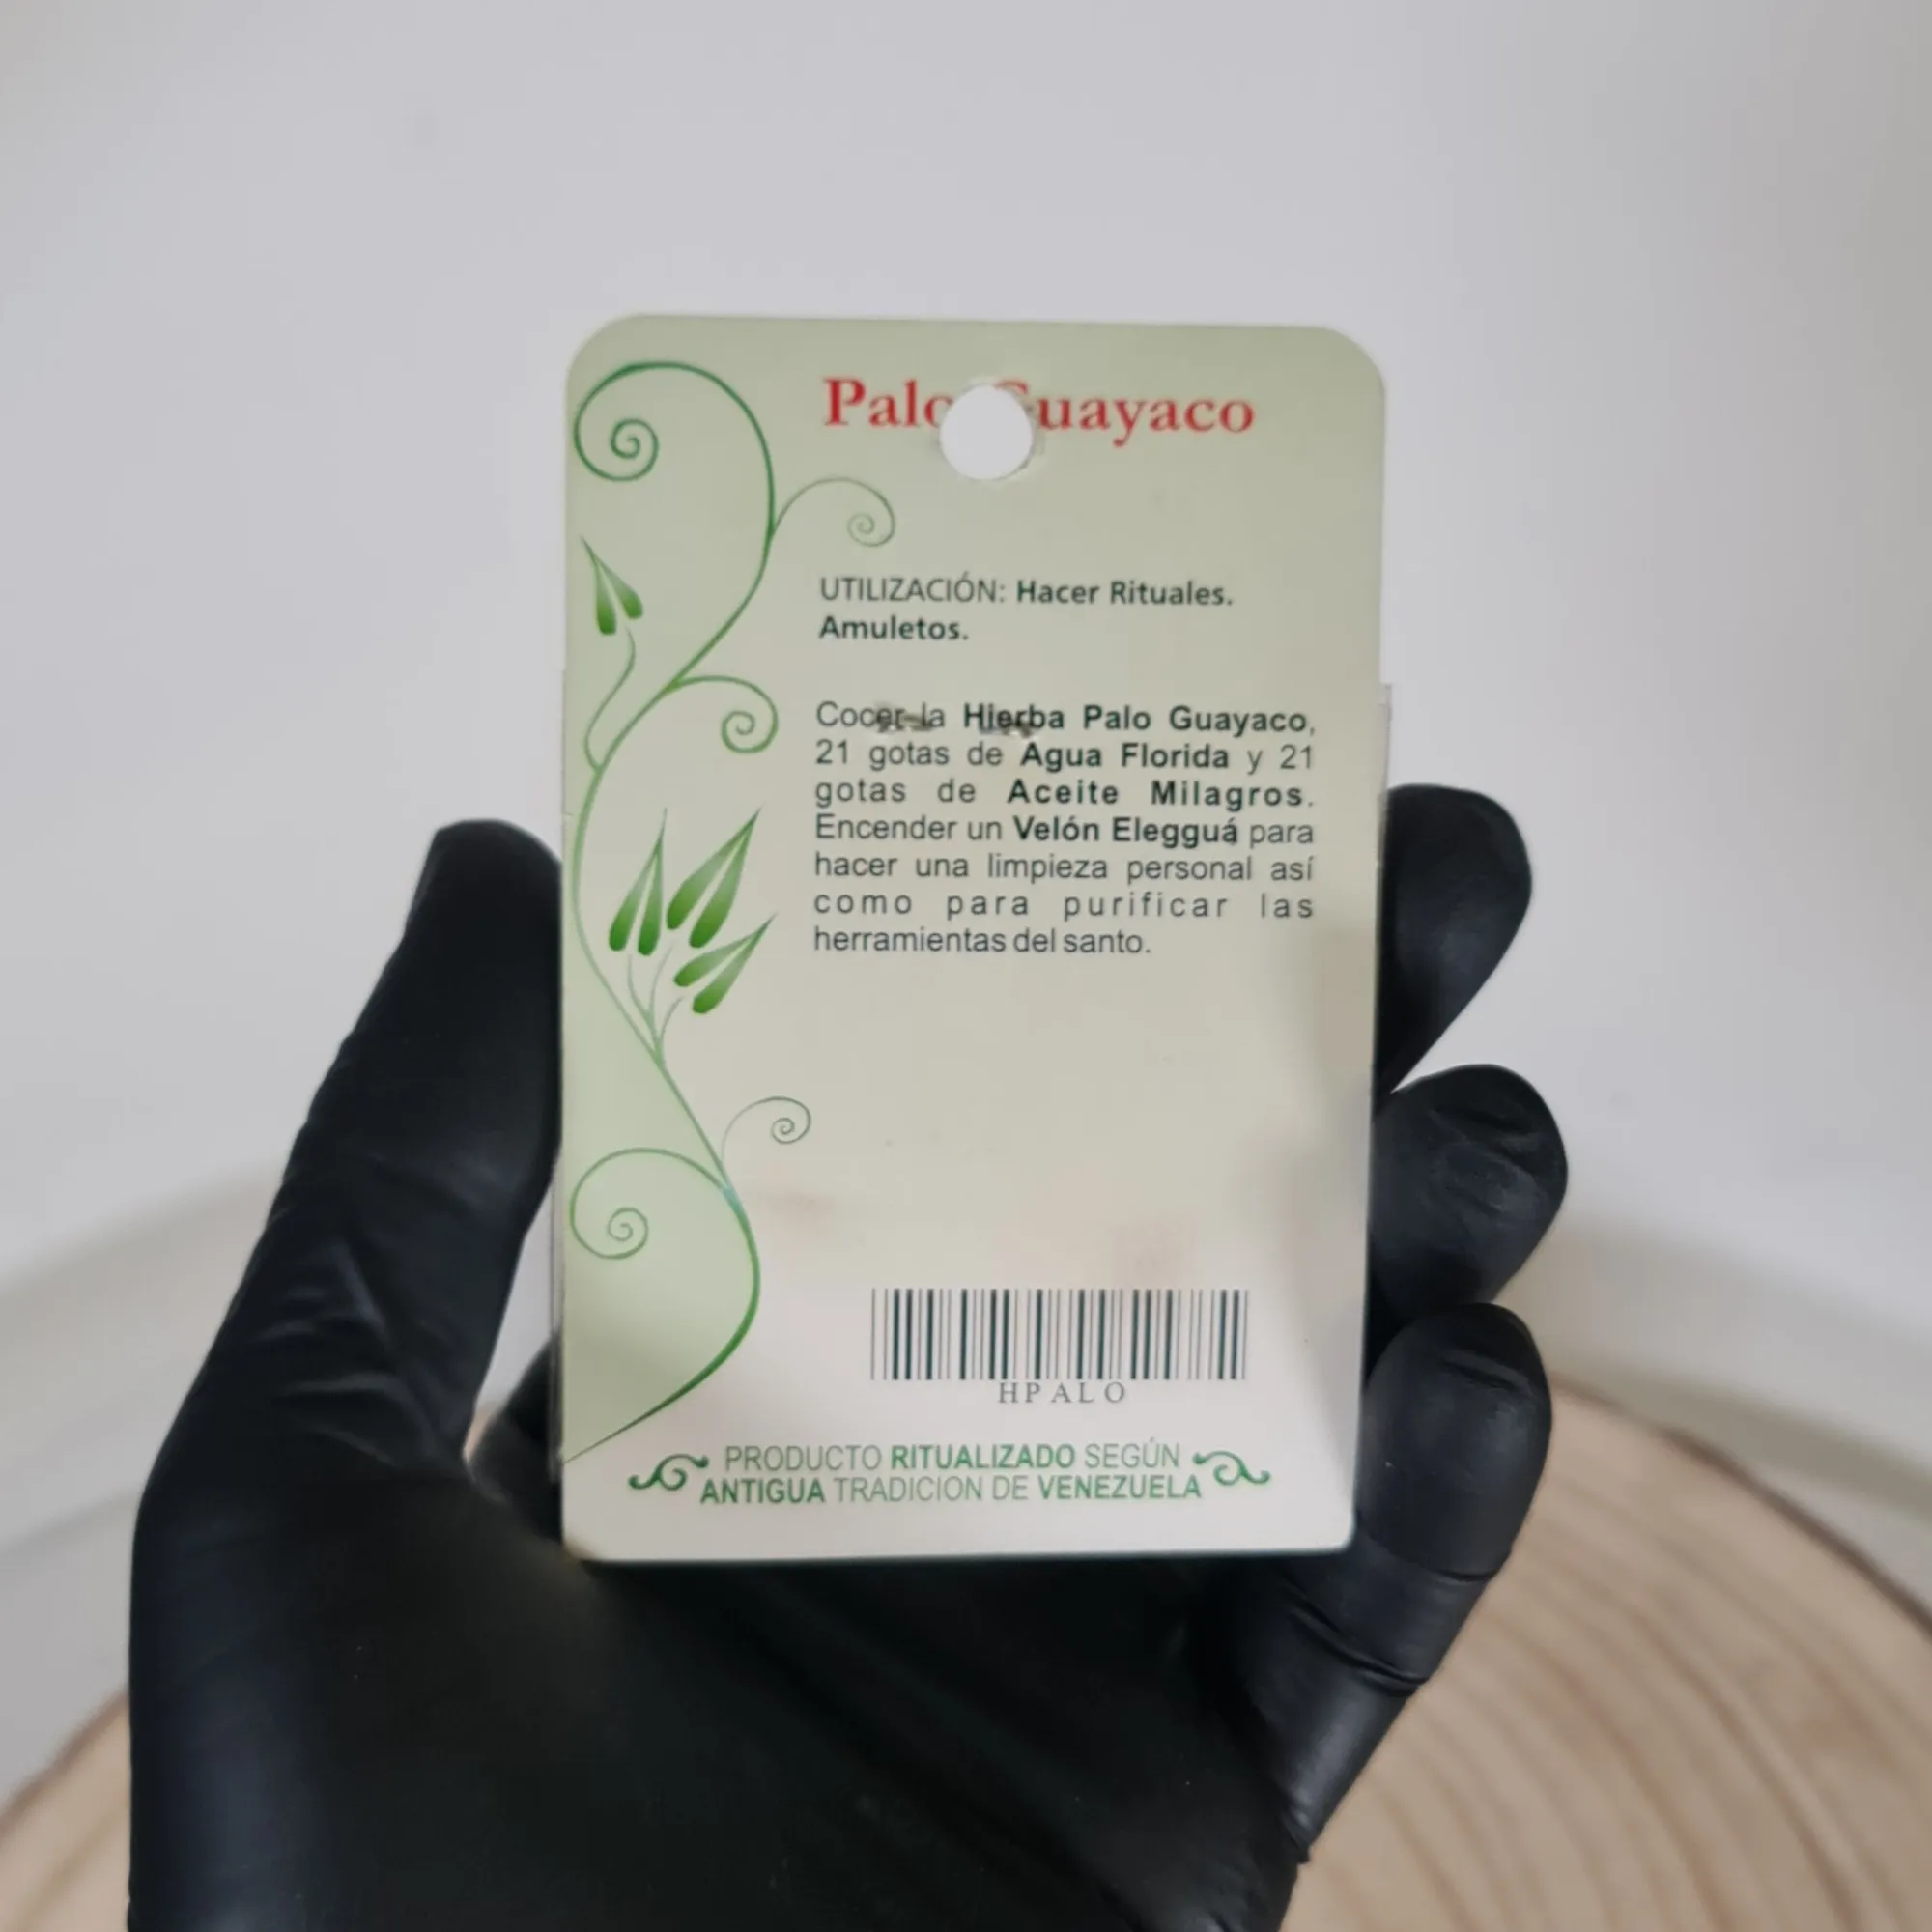 Palo Guayaco
UTILIZACIÓN: Hacer Rituales.
Amuletos.
Cocer la Hierba Palo Guayaco,
21 gotas de Agua Florida y 21
gotas de Aceite Milagros.
Encender un Velón Elegguá para
hacer una limpieza personal así
como para purificar las
herramientas del santo.
HPALO
PRODUCTO RITUALIZADO SEGÚN
ANTIGUA TRADICION DE VENEZUELA